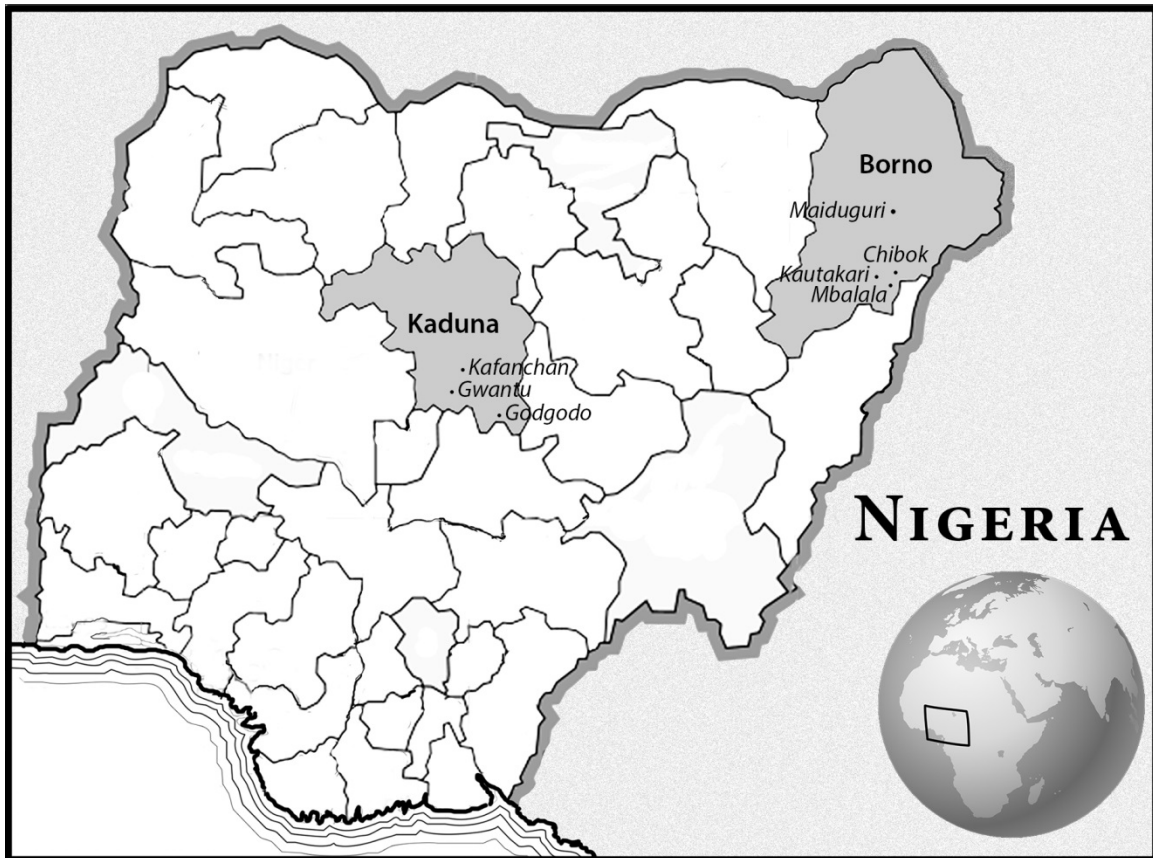 Borno
Maiduguri
Chibok
Kautakari
Mbalala
Kaduna
Kafanchan
Gwantu
Godgodo
NIGERIA